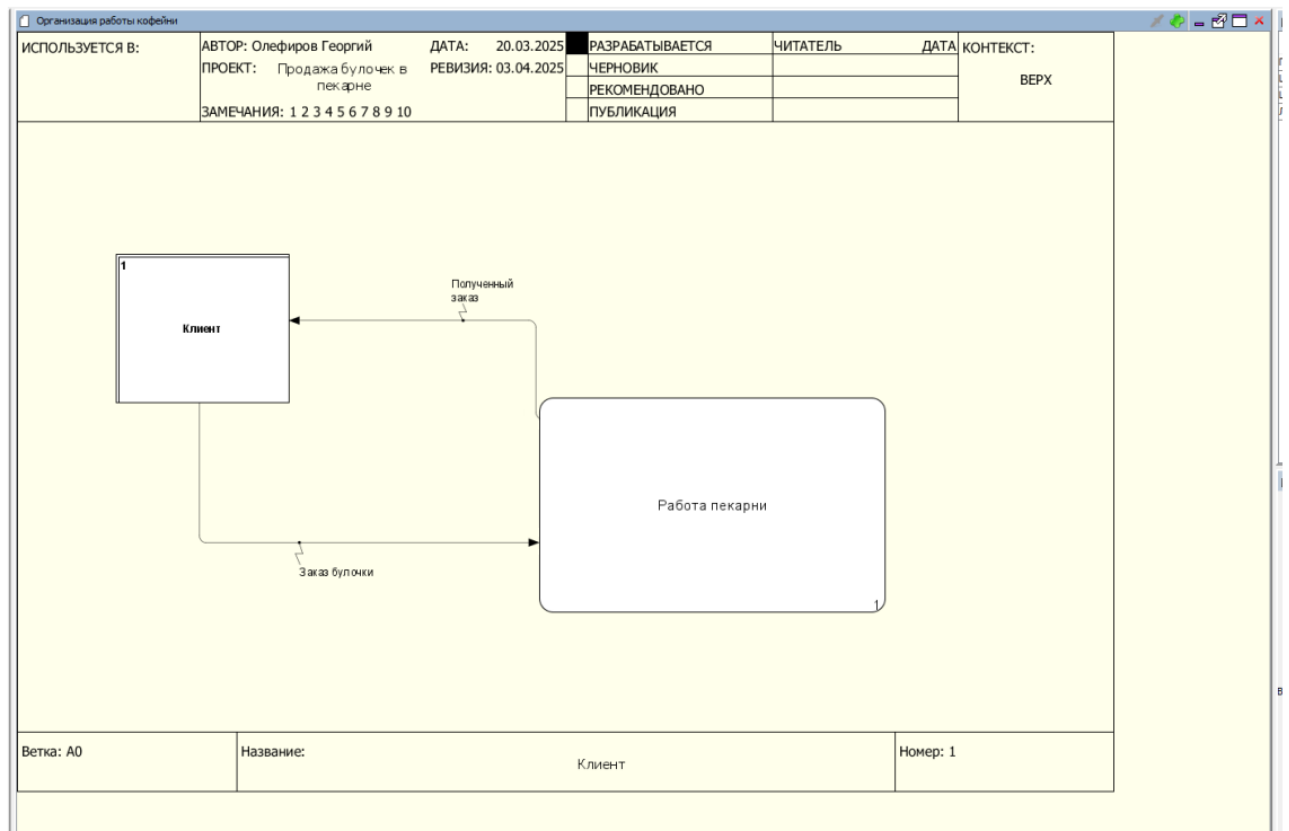 Организация работы кофейни
ИСПОЛЬЗУЕТСЯ В:
АВТОР: Олефиров Георгий
ДАТА: 20.03.2025
ПРОЕКТ: Продажа булочек в
пекарне
РЕВИЗИЯ: 03.04.2025
ЗАМЕЧАНИЯ: 1 2 3 4 5 6 7 8 9 10
РАЗРАБАТЫВАЕТСЯ
ЧЕРНОВИК
РЕКОМЕНДОВАНО
ПУБЛИКАЦИЯ
ЧИТАТЕЛЬ
ДАТА
КОНТЕКСТ:
ВЕРХ
1
Клиент
Полученный
заказ
Работа пекарни
1
Заказ булочки
Ветка: A0
Название:
Клиент
Номер: 1